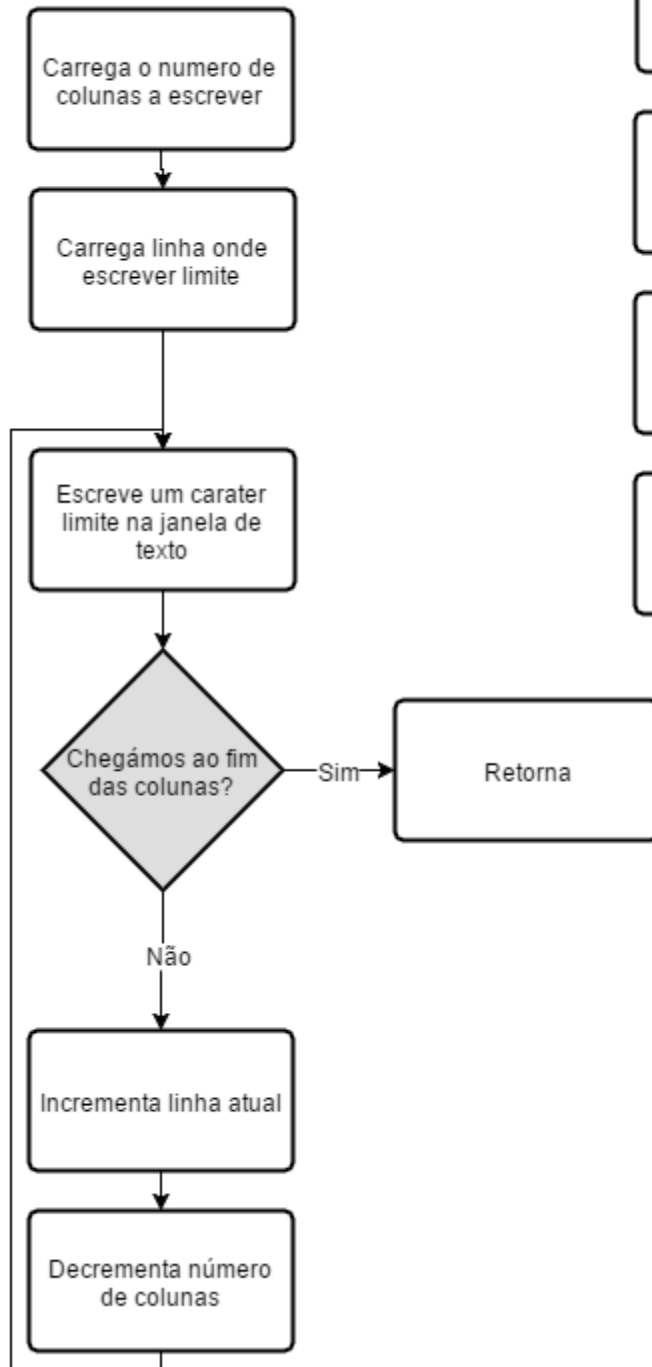 Carrega o numero de
colunas a escrever
Carrega linha onde
escrever limite
Escreve um carater
limite na janela de
texto
Chegámos ao fim
das colunas?
Sim
Retorna
Não
Incrementa linha atual
Decrementa número
de colunas